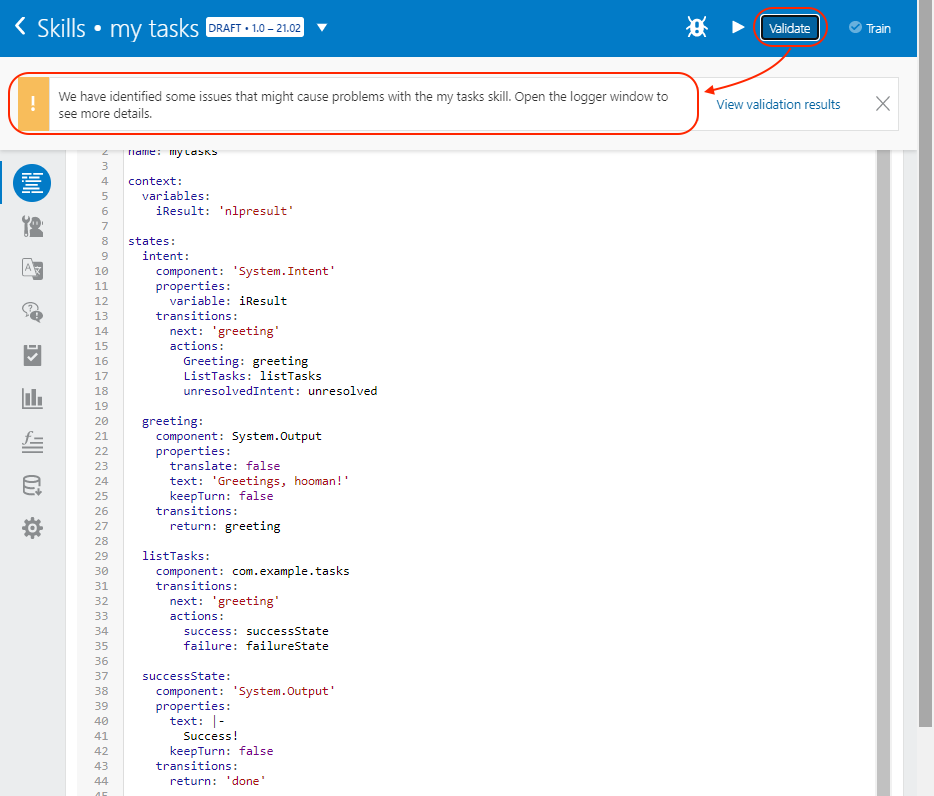 Skills • my tasks DRAFT • 1.0 – 21.02 Validate Train
! We have identified some issues that might cause problems with the my tasks skill. Open the logger window to
see more details.
View validation results
2 name: mytasks
3
4 context:
5   variables:
6     iResult: 'nlpresult'
7
8 states:
9   intent:
10     component: 'System.Intent'
11     properties:
12       variable: iResult
13     transitions:
14       next: 'greeting'
15       actions:
16         Greeting: greeting
17         ListTasks: listTasks
18         unresolvedIntent: unresolved
19
20   greeting:
21     component: System.Output
22     properties:
23       translate: false
24       text: 'Greetings, hooman!'
25       keepTurn: false
26     transitions:
27       return: greeting
28
29   listTasks:
30     component: com.example.tasks
31     transitions:
32       next: 'greeting'
33       actions:
34         success: successState
35         failure: failureState
36
37   successState:
38     component: 'System.Output'
39     properties:
40       text: |-
41         Success!
42       keepTurn: false
43     transitions:
44       return: 'done'
45